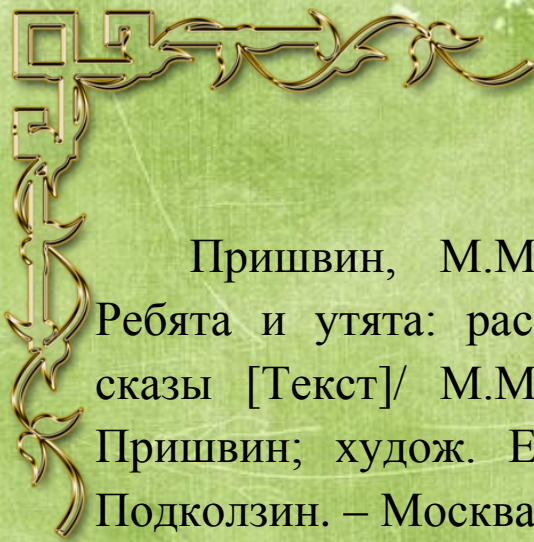 Пришвин, М.М
Ребята и утята: рас
сказы [Текст]/ М.М
Пришвин; худож. Е
Подколзин. – Москва